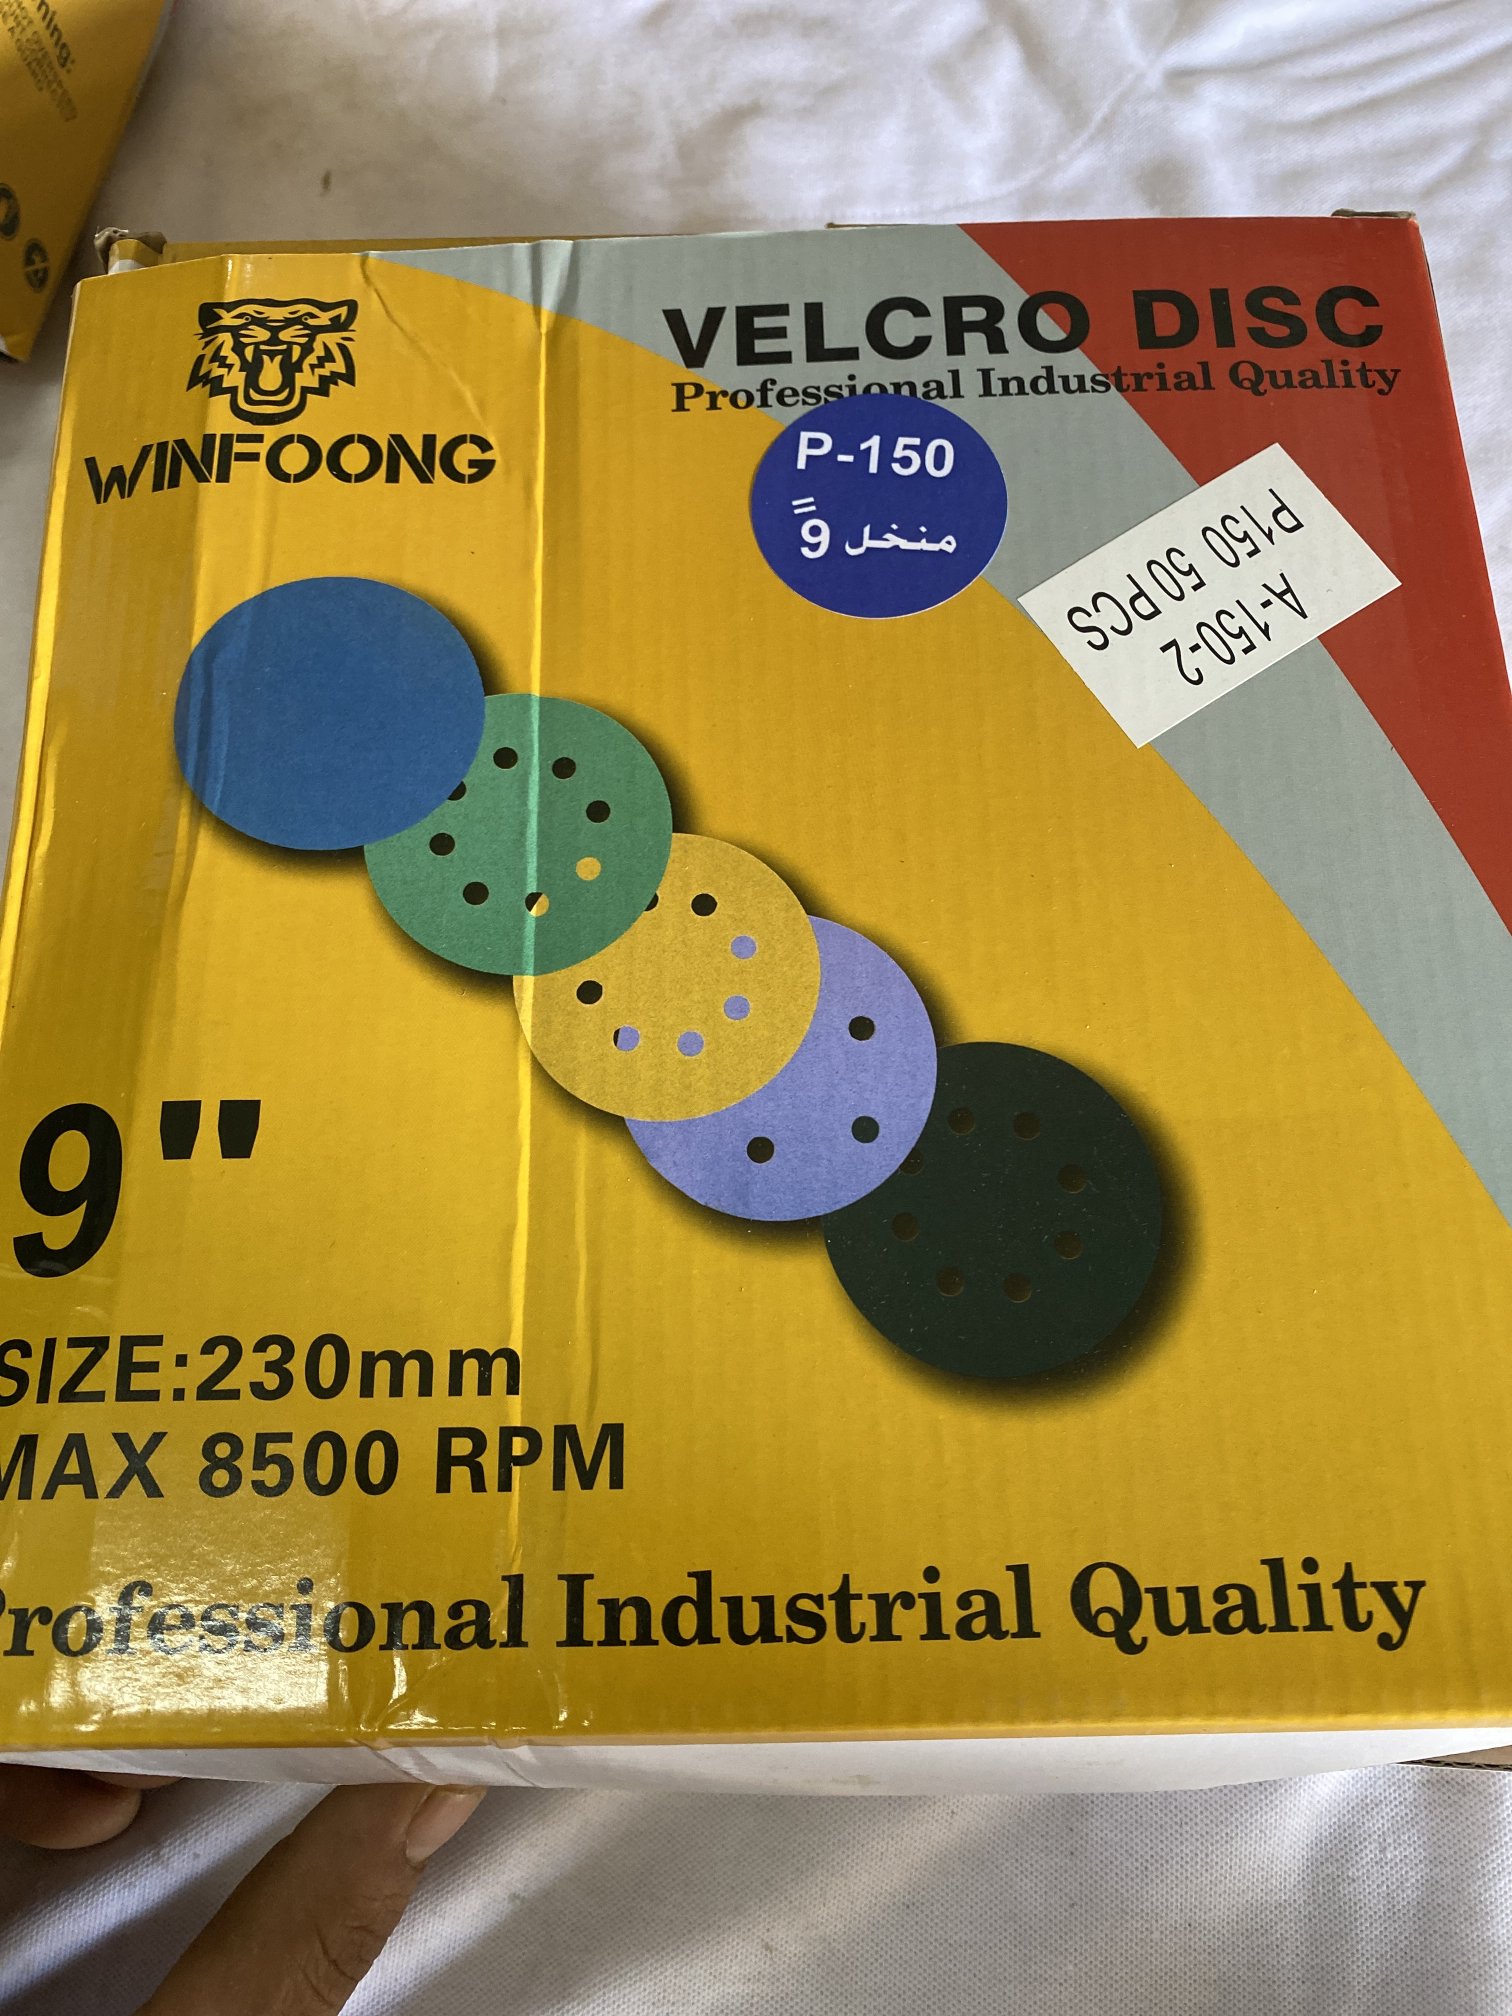 WINFOONG
VELCRO DISC
Professional Industrial Quality
P-150
منخل 9"
A-150-2
P150 50PCS
9"
SIZE:230mm
MAX 8500 RPM
Professional Industrial Quality